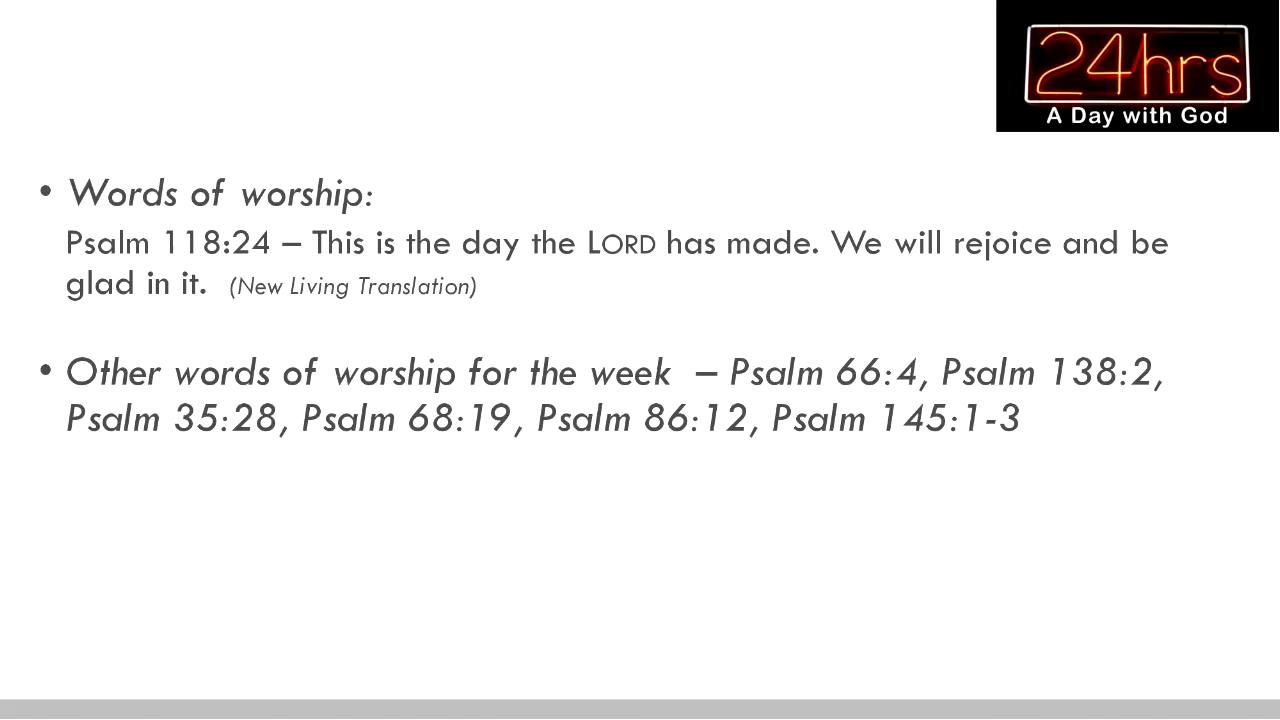 24hrs
A Day with God
• Words of worship:
Psalm 118:24 – This is the day the LORD has made. We will rejoice and be
glad in it. (New Living Translation)
• Other words of worship for the week – Psalm 66:4, Psalm 138:2,
Psalm 35:28, Psalm 68:19, Psalm 86:12, Psalm 145:1-3